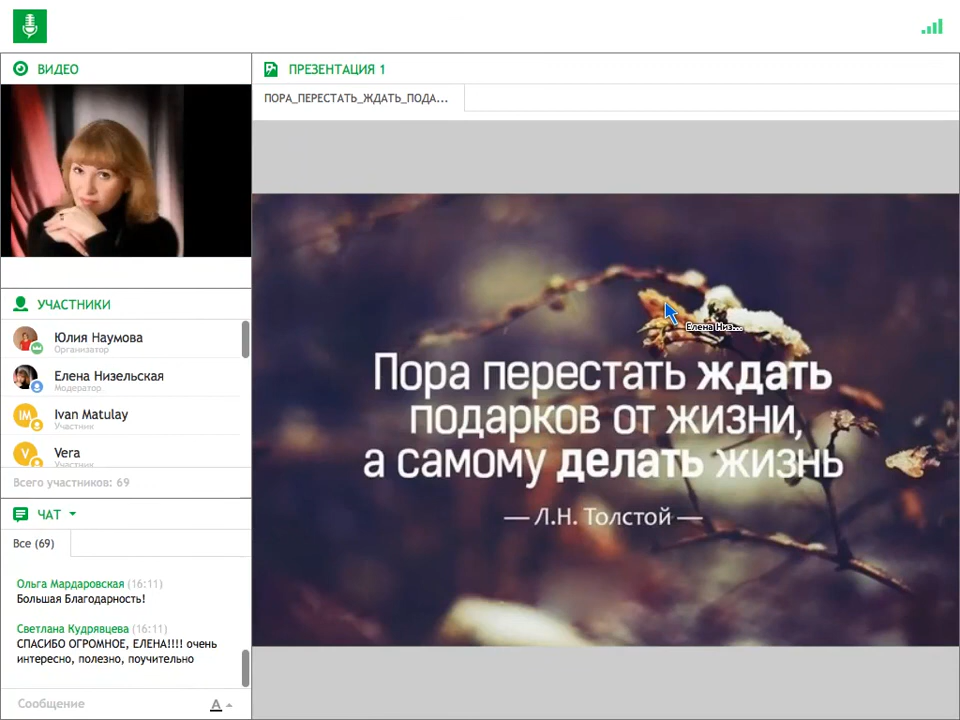 ВИДЕО
ПРЕЗЕНТАЦИЯ 1
ПОРА_ПЕРЕСТАТЬ_ЖДАТЬ_ПОДА...
Елена Низ...
Пора перестать ждать
подарков от жизни,
а самому делать жизнь
— Л.Н. Толстой —
УЧАСТНИКИ
Юлия Наумова
Организатор
Елена Низельская
Модератор
IM
Ivan Matulay
Участник
V
Vera
Участник
Всего участников: 69
ЧАТ
Все (69)
Ольга Мардаровская (16:11)
Большая Благодарность!
Светлана Кудрявцева (16:11)
СПАСИБО ОГРОМНОЕ, ЕЛЕНА!!!! очень
интересно, полезно, поучительно
Сообщение
A